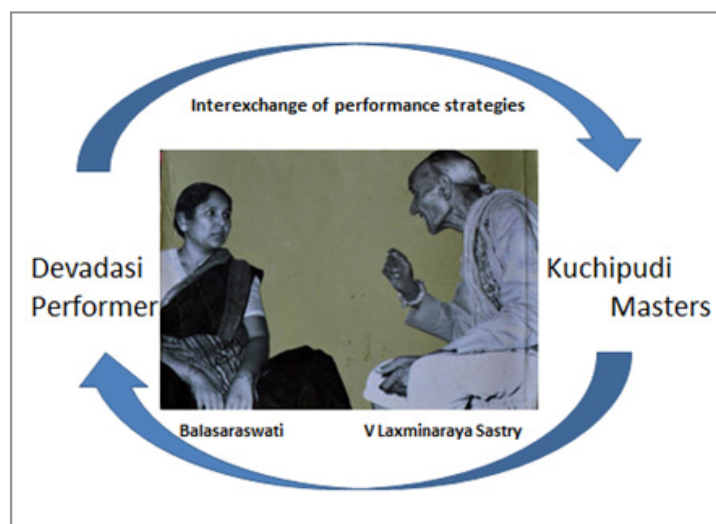 Interexchange of performance strategies
Devadasi
Performer
Kuchipudi
Masters
Balasaraswati
V Laxminaraya Sastry